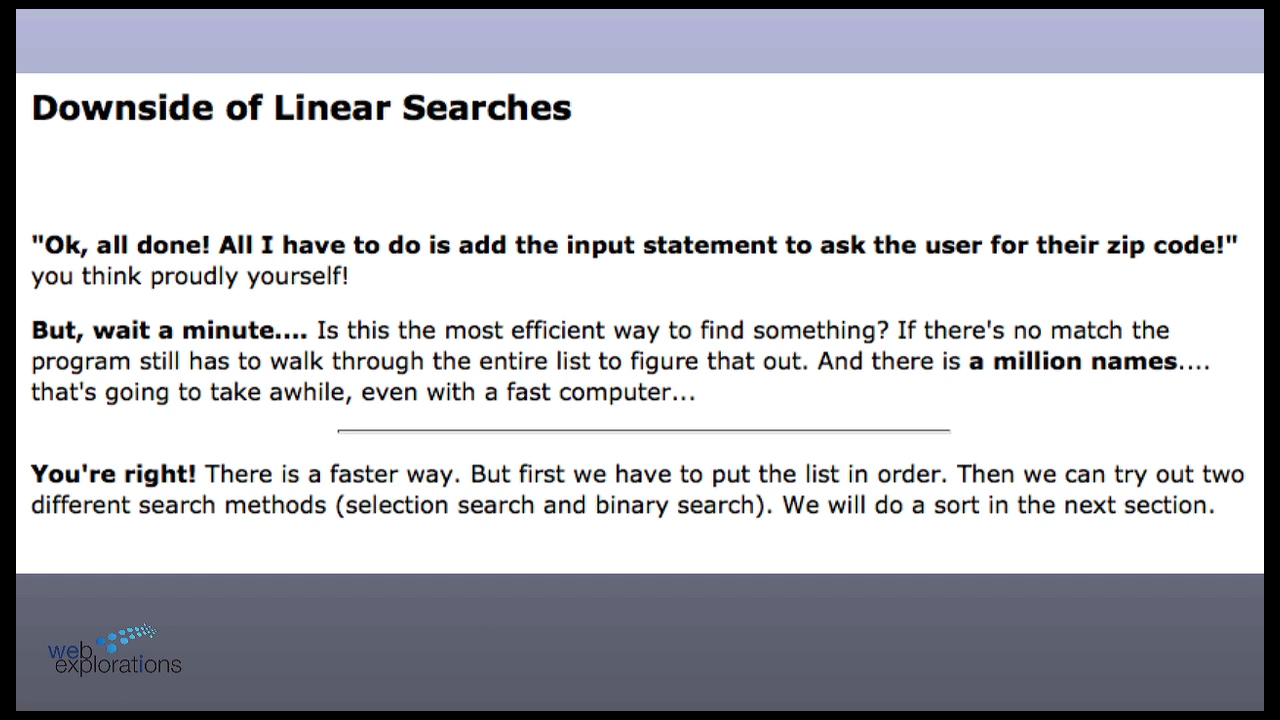 Downside of Linear Searches
"Ok, all done! All I have to do is add the input statement to ask the user for their zip code!"
you think proudly yourself!
But, wait a minute.... Is this the most efficient way to find something? If there's no match the
program still has to walk through the entire list to figure that out. And there is a million names....
that's going to take awhile, even with a fast computer...
You're right! There is a faster way. But first we have to put the list in order. Then we can try out two
different search methods (selection search and binary search). We will do a sort in the next section.
web
explorations